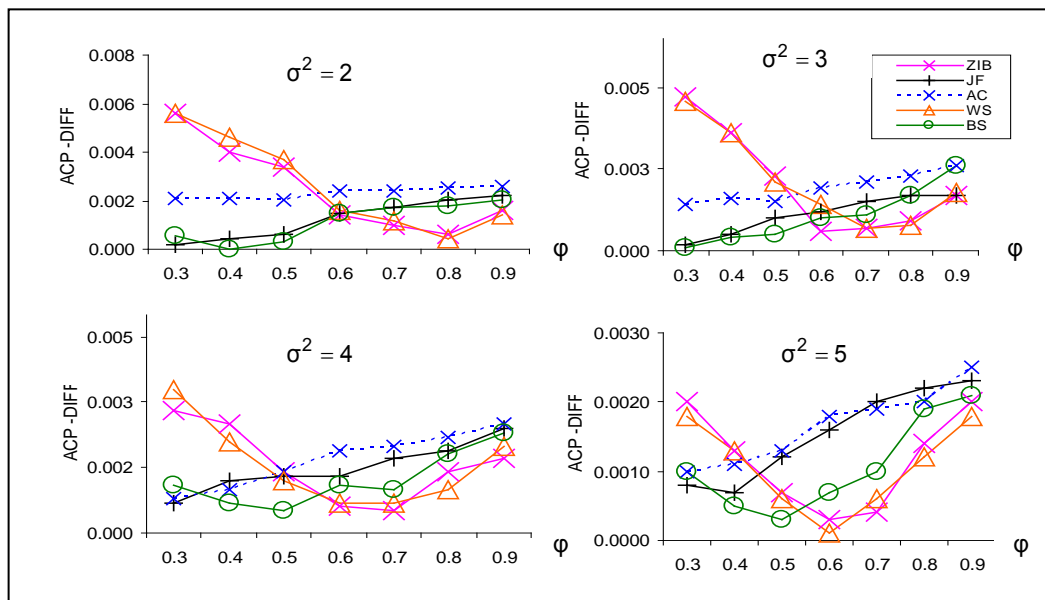 σ² = 2
ACP -DIFF
0.008
0.006
0.004
0.002
0.000
0.3 0.4 0.5 0.6 0.7 0.8 0.9
φ
σ² = 3
ACP -DIFF
0.005
0.003
0.002
0.000
0.3 0.4 0.5 0.6 0.7 0.8 0.9
φ
ZIB
JF
AC
WS
BS
σ² = 4
ACP -DIFF
0.005
0.003
0.002
0.000
0.3 0.4 0.5 0.6 0.7 0.8 0.9
φ
σ² = 5
ACP -DIFF
0.0030
0.0020
0.0010
0.0000
0.3 0.4 0.5 0.6 0.7 0.8 0.9
φ